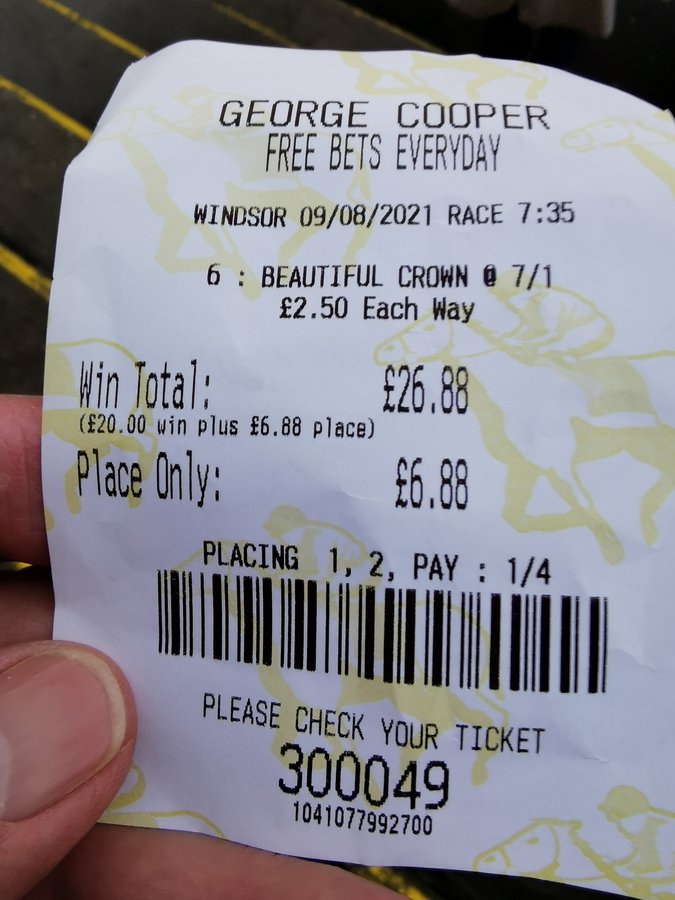 GEORGE COOPER
FREE BETS EVERYDAY
WINDSOR 09/08/2021 RACE 7:35
6 : BEAUTIFUL CROWN @ 7/1
£2.50 Each Way
Win Total: £26.88
(£20.00 win plus £6.88 place)
Place Only: £6.88
PLACING 1, 2, PAY : 1/4
PLEASE CHECK YOUR TICKET
300049
1041077992700